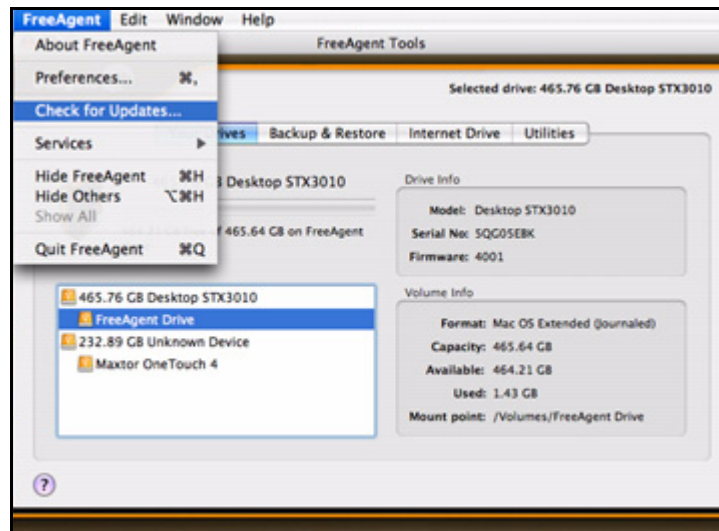 FreeAgent Edit Window Help
About FreeAgent
Preferences... ⌘,
Check for Updates...
Services
Hide FreeAgent ⌘H
Hide Others ⌥⌘H
Show All
Quit FreeAgent ⌘Q
FreeAgent Tools
Selected drive: 465.76 GB Desktop STX3010
Backup & Restore Internet Drive Utilities
Desktop STX3010
465.64 GB on FreeAgent
465.76 GB Desktop STX3010
FreeAgent Drive
232.89 GB Unknown Device
Maxtor OneTouch 4
Drive Info
Model: Desktop STX3010
Serial No: 5QG05EBK
Firmware: 4001
Volume Info
Format: Mac OS Extended (Journaled)
Capacity: 465.64 GB
Available: 464.21 GB
Used: 1.43 GB
Mount point: /Volumes/FreeAgent Drive
?